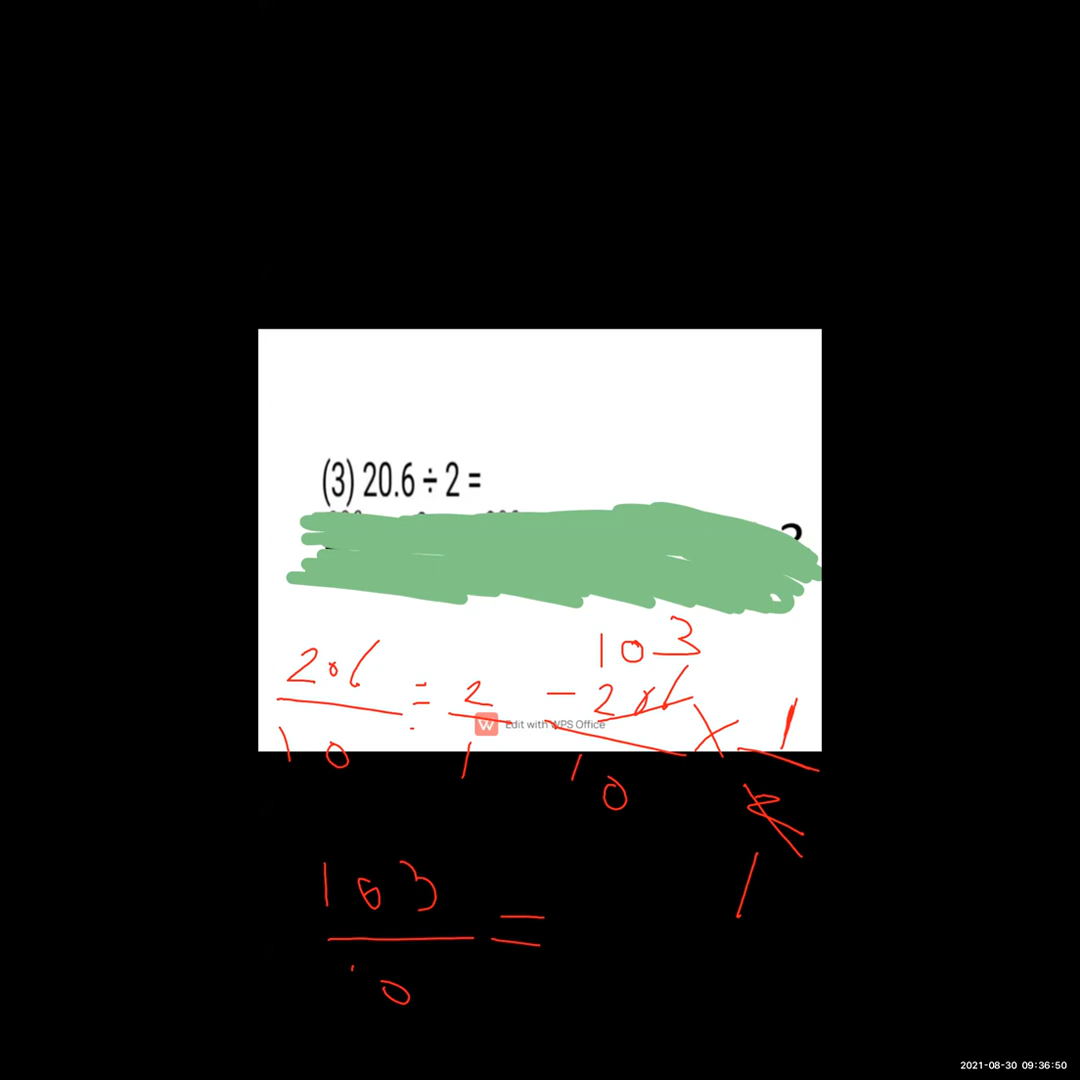 (3) 20.6 ÷ 2 =
103
206 ÷ 2 - 206 × 1
Edit with WPS Office
10 1 10 2
1
103 =
10
2021-08-30 09:36:50